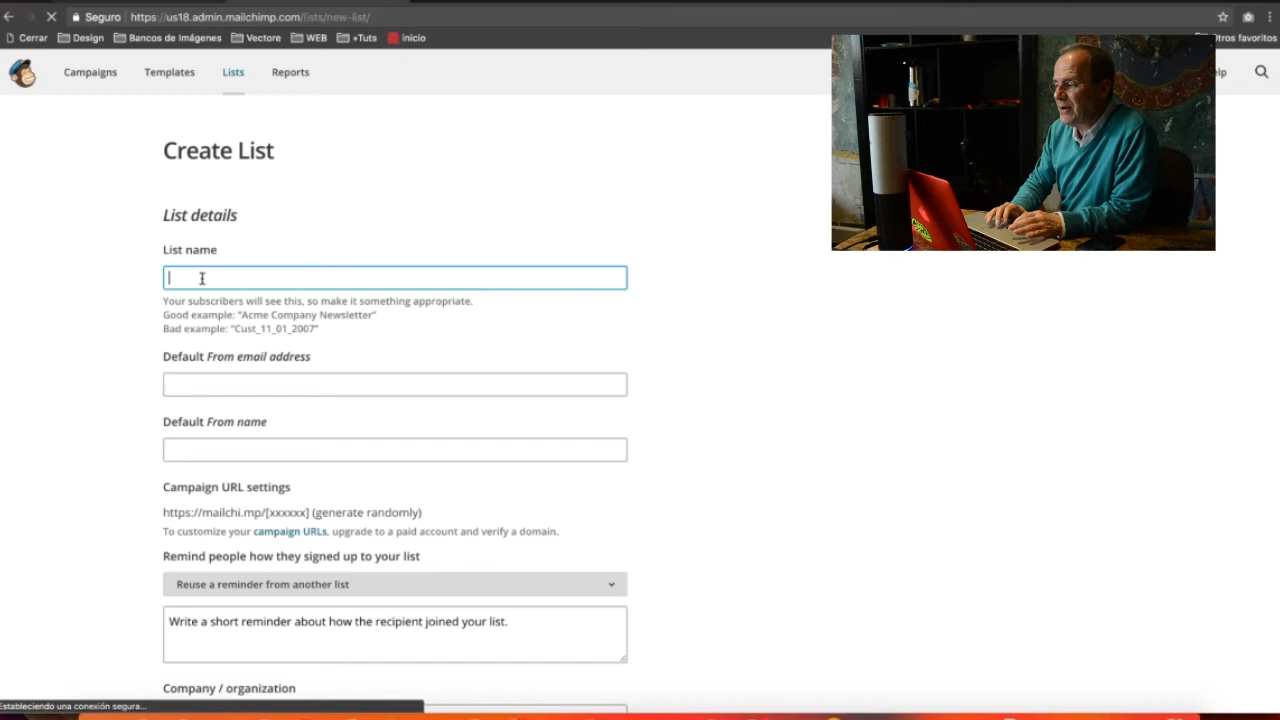 Seguro https://us18.admin.mailchimp.com/lists/new-list/
Cerrar Design Bancos de Imágenes Vectore WEB +Tuts Inicio Otros favoritos
Campaigns Templates Lists Reports
Create List
List details
List name
Your subscribers will see this, so make it something appropriate.
Good example: "Acme Company Newsletter"
Bad example: "Cust_11_01_2007"
Default From email address
Default From name
Campaign URL settings
https://mailchi.mp/[xxxxxx] (generate randomly)
To customize your campaign URLs, upgrade to a paid account and verify a domain.
Remind people how they signed up to your list
Reuse a reminder from another list
Write a short reminder about how the recipient joined your list.
Company / organization
Estableciendo una conexión segura...